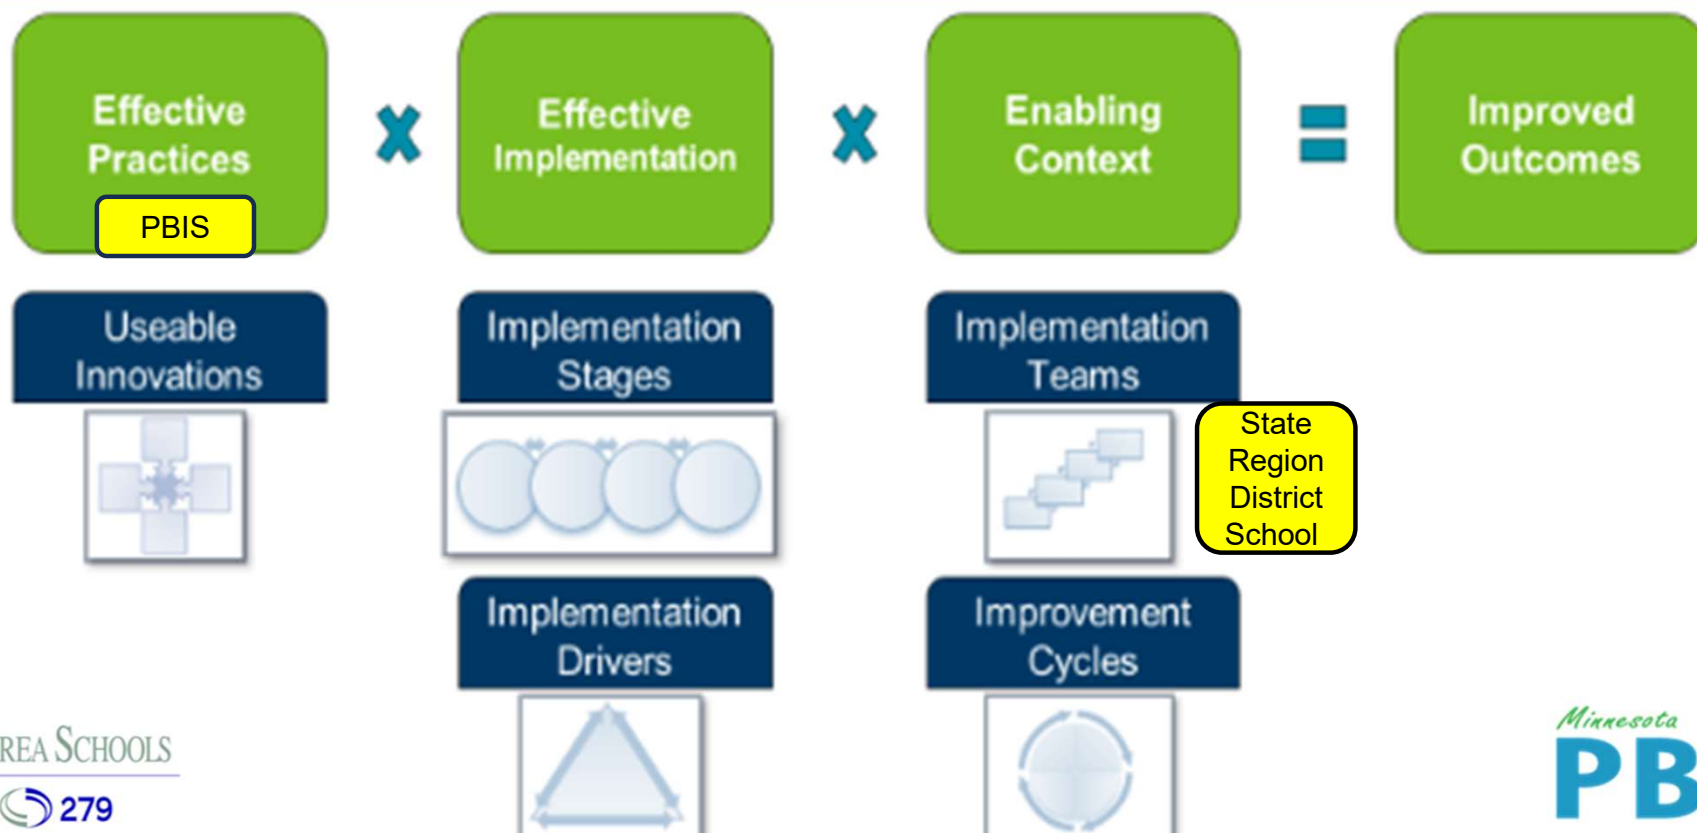 Effective
Practices
PBIS
Effective
Implementation
Enabling
Context
Improved
Outcomes
Useable
Innovations
Implementation
Stages
Implementation
Teams
State
Region
District
School
Implementation
Drivers
Improvement
Cycles
REA SCHOOLS
279
Minnesota
PB